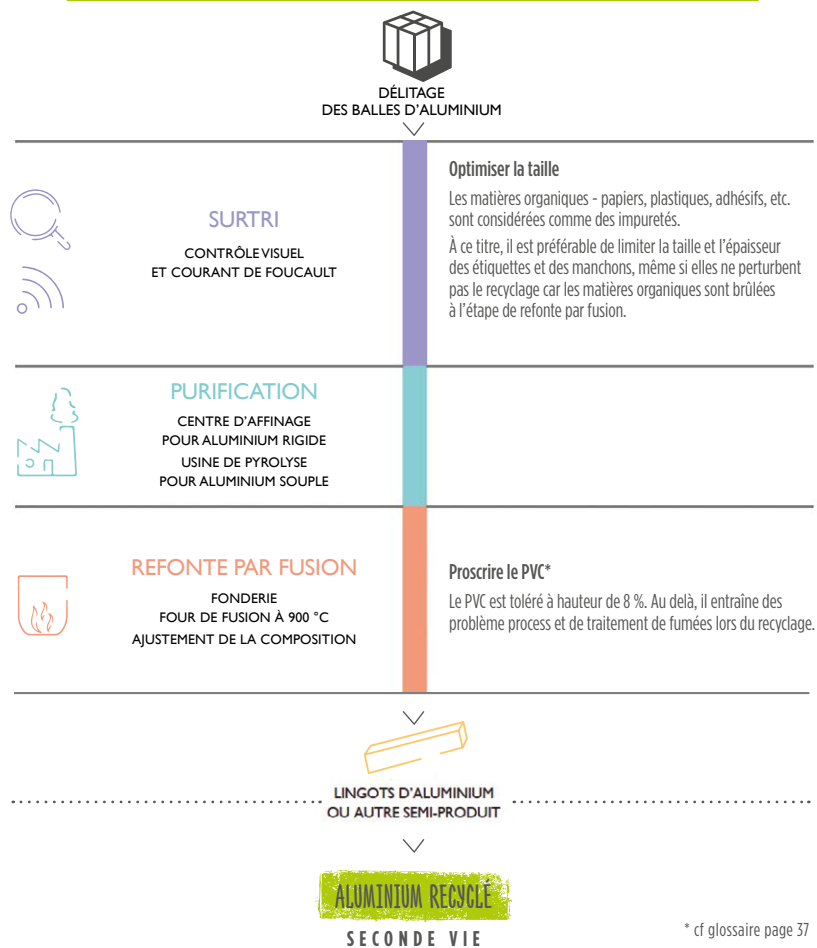 DÉLITAGE
DES BALLES D'ALUMINIUM
SURTRI
CONTRÔLE VISUEL
ET COURANT DE FOUCAULT
Optimiser la taille
Les matières organiques - papiers, plastiques, adhésifs, etc.
sont considérées comme des impuretés.
À ce titre, il est préférable de limiter la taille et l'épaisseur
des étiquettes et des manchons, même si elles ne perturbent
pas le recyclage car les matières organiques sont brûlées
à l'étape de refonte par fusion.
PURIFICATION
CENTRE D'AFFINAGE
POUR ALUMINIUM RIGIDE
USINE DE PYROLYSE
POUR ALUMINIUM SOUPLE
REFONTE PAR FUSION
FONDERIE
FOUR DE FUSION À 900 °C
AJUSTEMENT DE LA COMPOSITION
Proscrire le PVC*
Le PVC est toléré à hauteur de 8 %. Au delà, il entraîne des
problème process et de traitement de fumées lors du recyclage.
LINGOTS D'ALUMINIUM
OU AUTRE SEMI-PRODUIT
ALUMINIUM RECYCLÉ
SECONDE VIE
* cf glossaire page 37